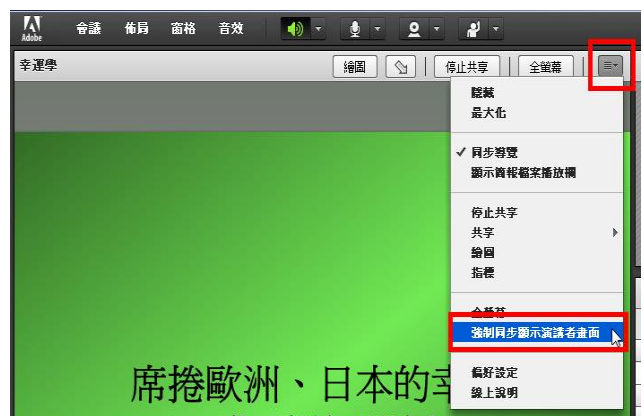 Adobe 會議 佈局 窗格 音效
幸運學 繪圖 停止共享 全螢幕
隱藏
最大化
✓ 同步導覽
顯示簡報檔案播放欄
停止共享
共享
繪圖
指標
全螢幕
強制同步顯示演講者畫面
偏好設定
線上說明
席捲歐洲、日本的幸